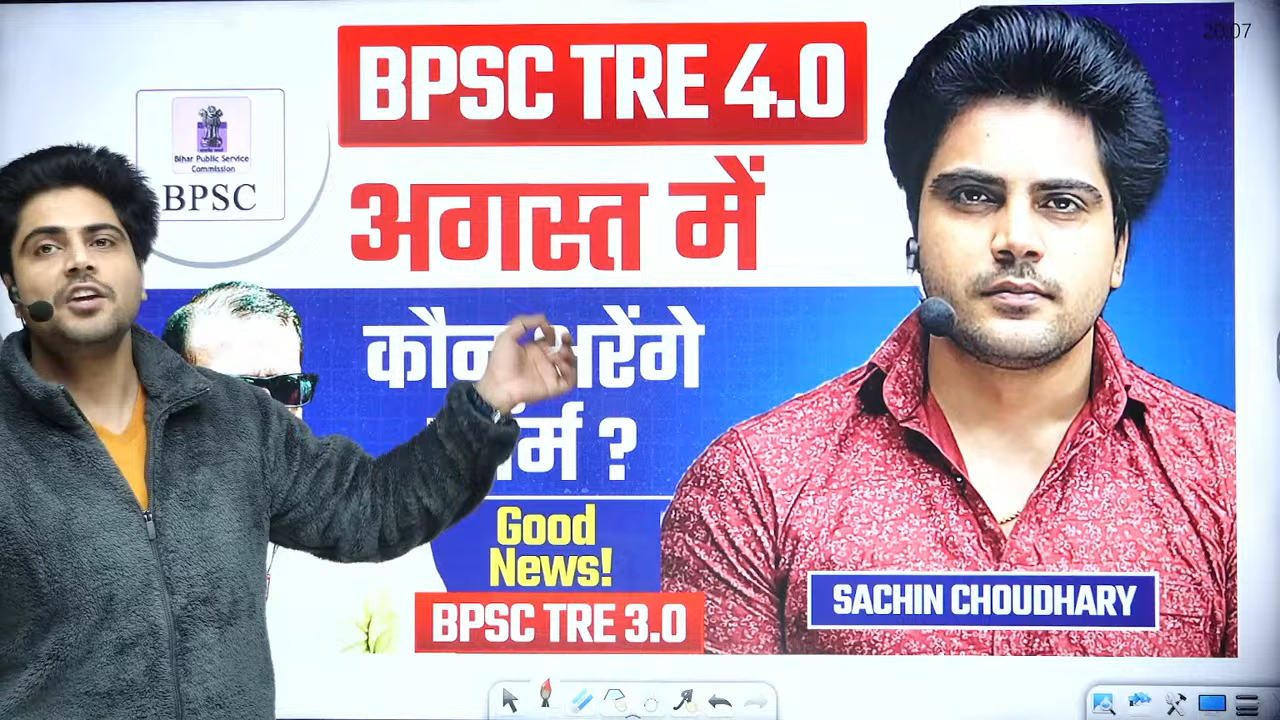 20:07
BPSC TRE 4.0
Bihar Public Service
Commission
BPSC
अगस्त में
?
Good
News!
BPSC TRE 3.0
SACHIN CHOUDHARY